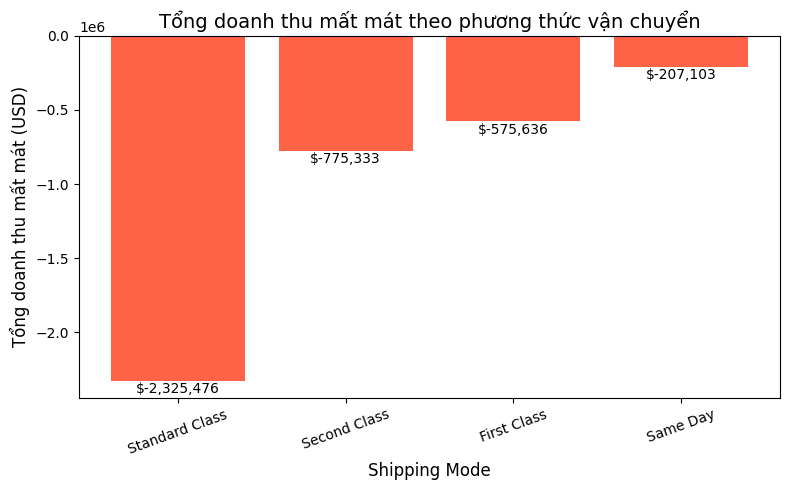 Tổng doanh thu mất mát theo phương thức vận chuyển
1e6
0.0
−0.5
−1.0
−1.5
−2.0
Tổng doanh thu mất mát (USD)
$-2,325,476
$-775,333
$-575,636
$-207,103
Standard Class
Second Class
First Class
Same Day
Shipping Mode